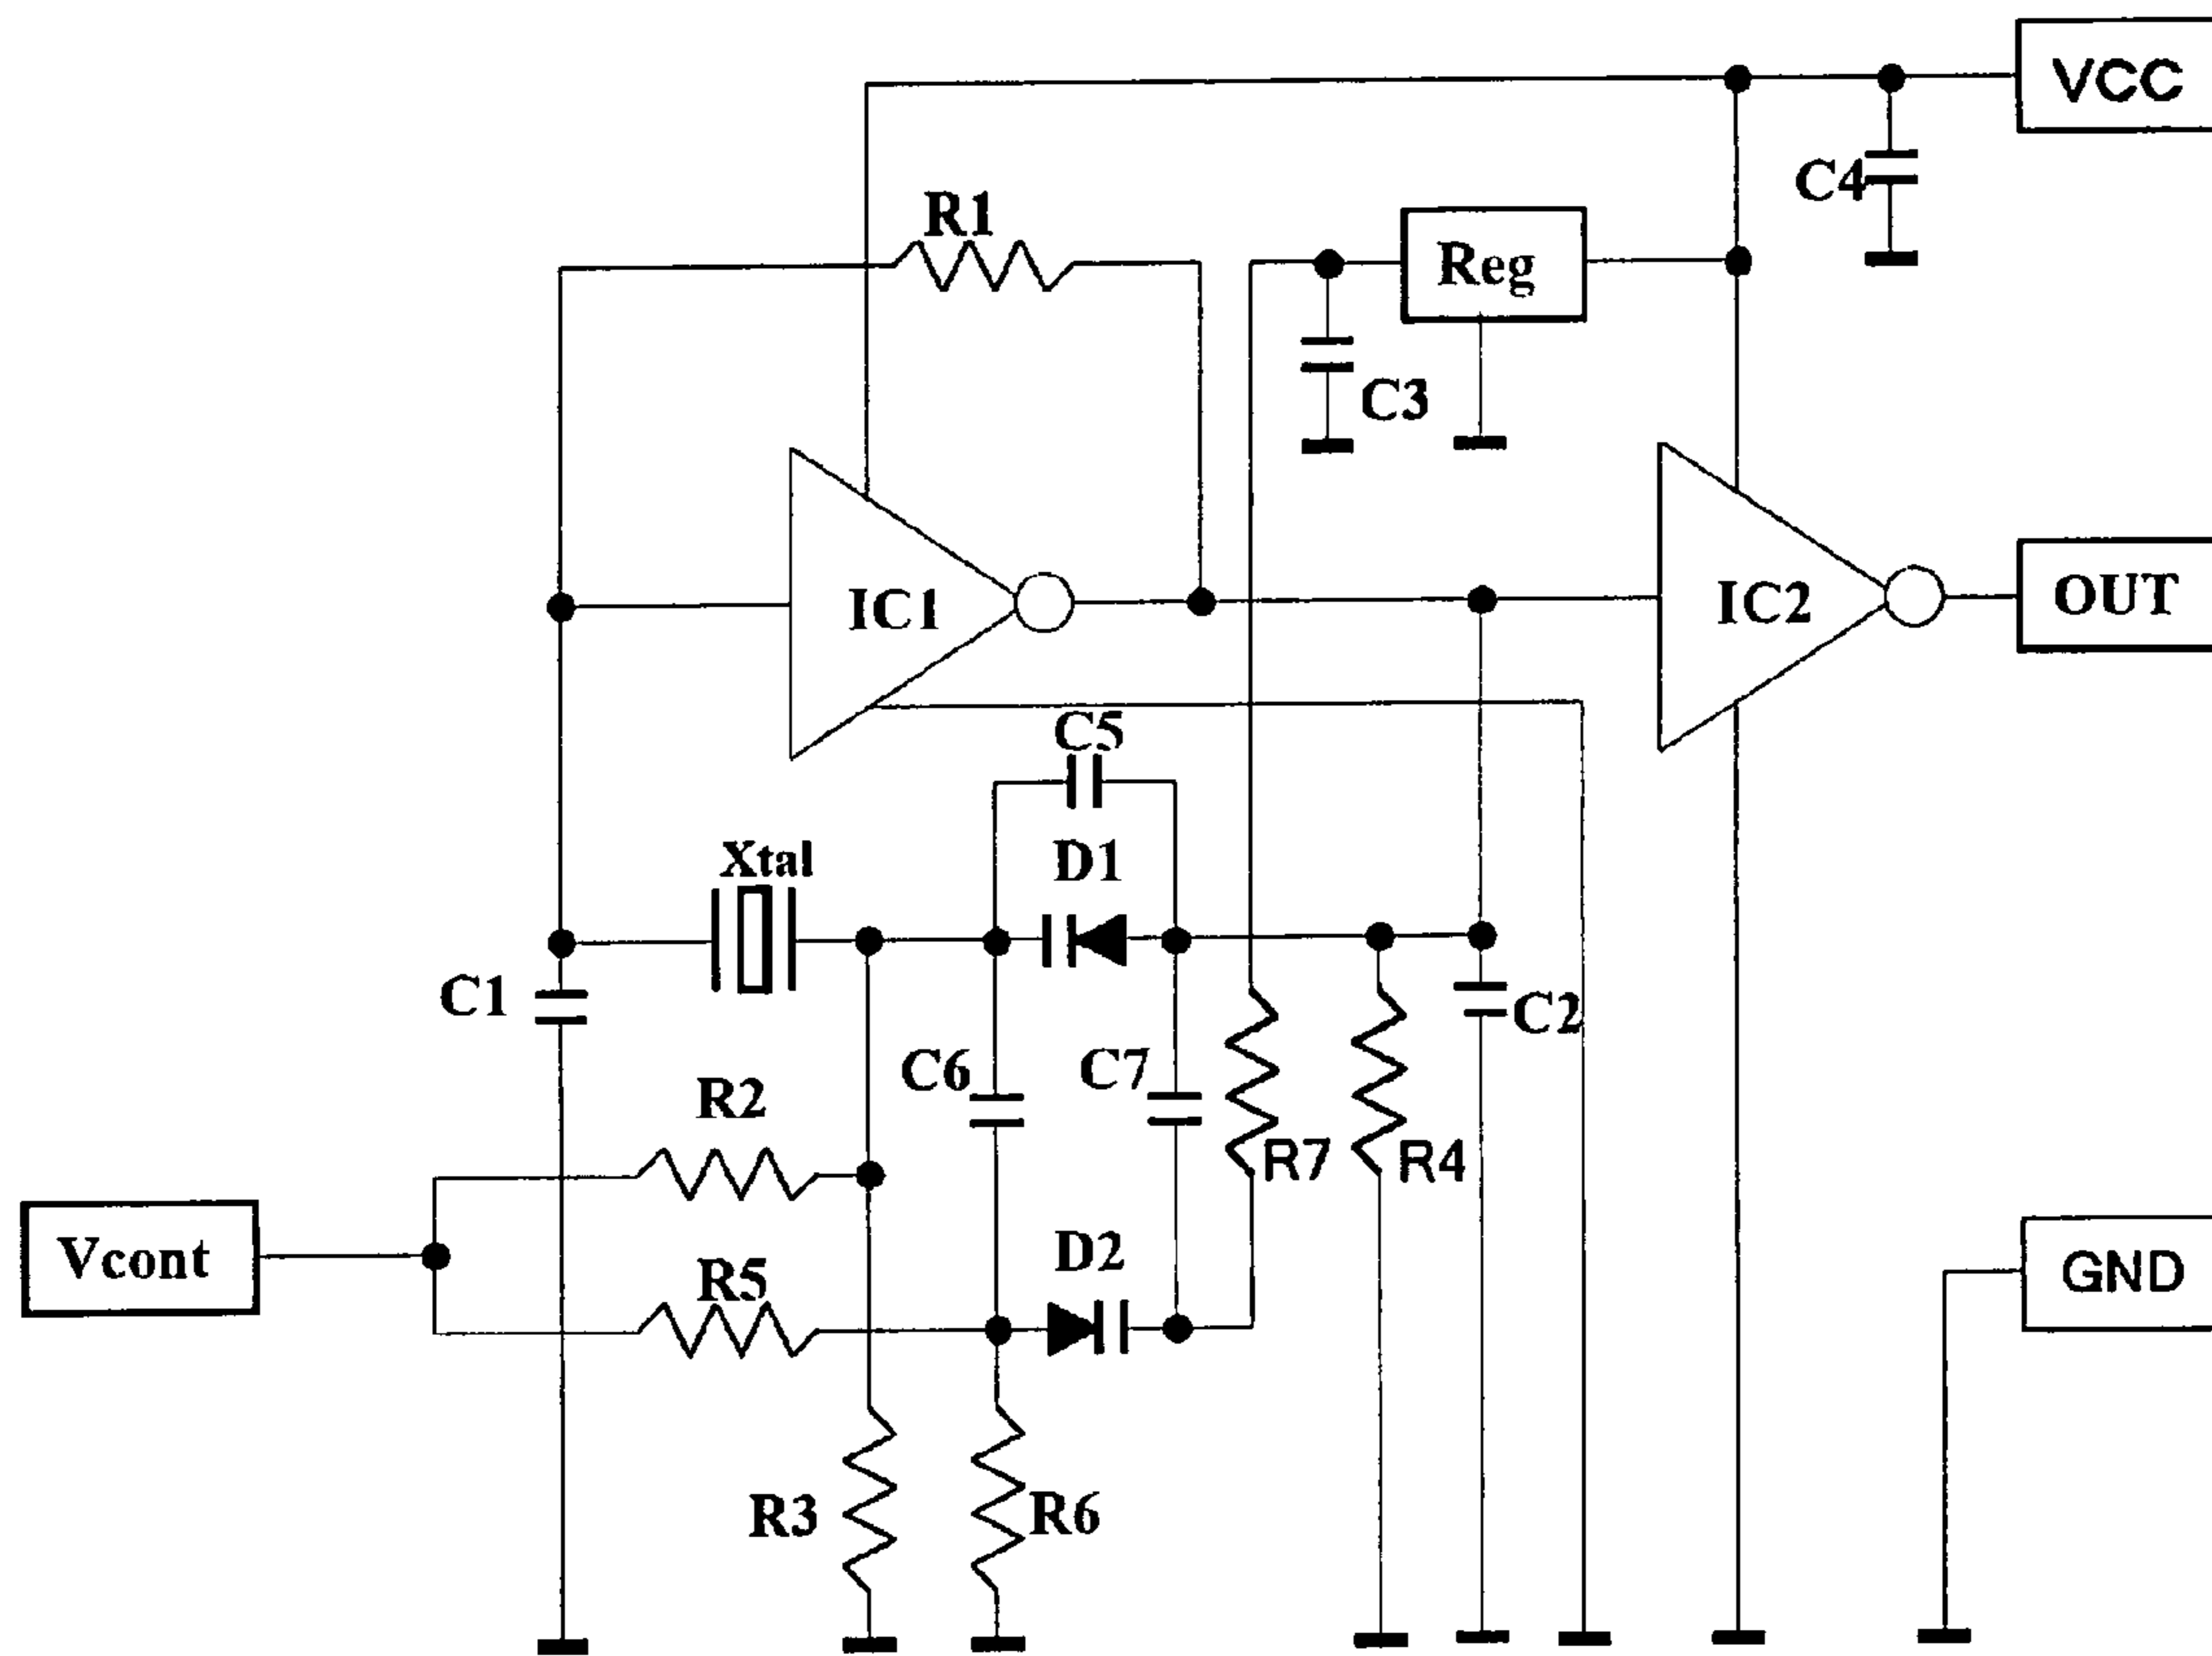 VCC
C4
R1
Reg
C3
IC1
IC2
OUT
C5
Xtal
D1
C1
C2
C6
C7
R2
R7
R4
Vcont
R5
D2
GND
R3
R6